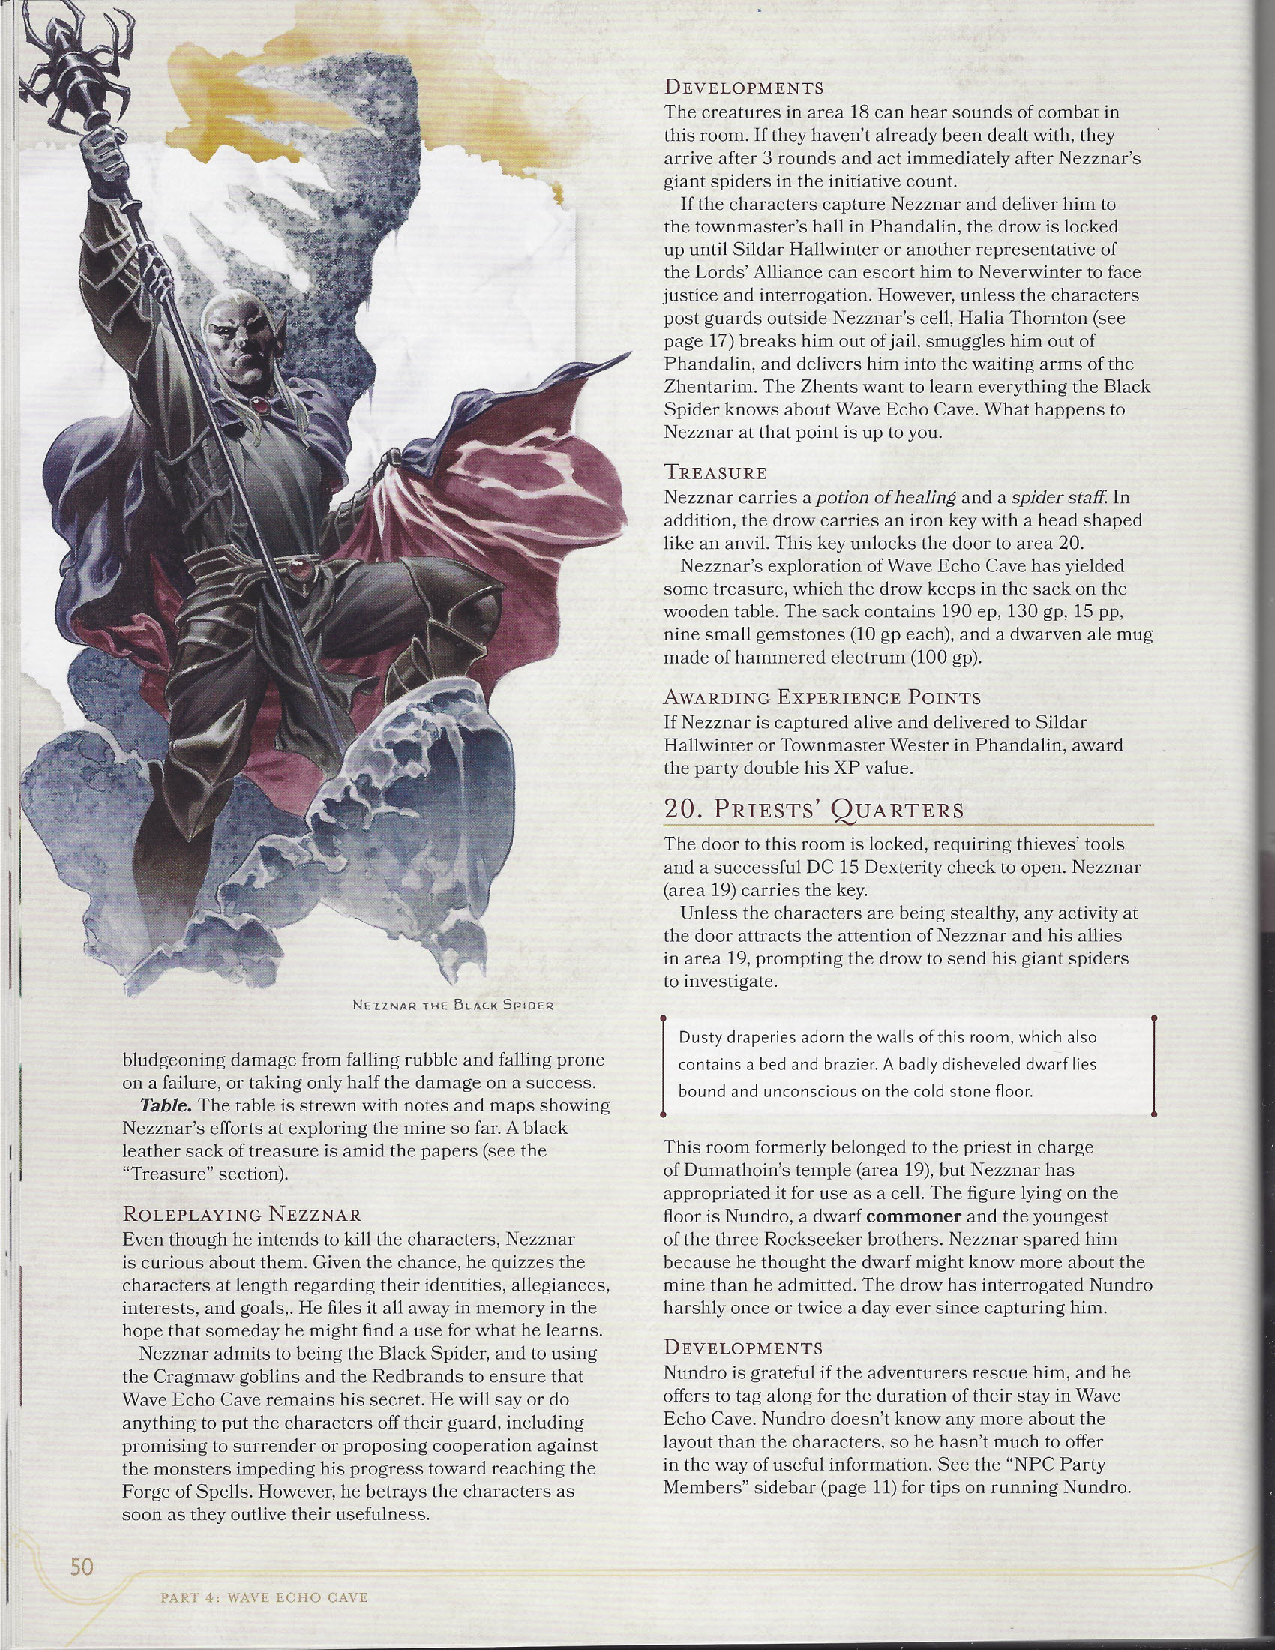 NEZZNAR THE BLACK SPIDER
bludgeoning damage from falling rubble and falling prone
on a failure, or taking only half the damage on a success.
Table. The table is strewn with notes and maps showing
Nezznar's efforts at exploring the mine so far. A black
leather sack of treasure is amid the papers (see the
“Treasure” section).
ROLEPLAYING NEZZNAR
Even though he intends to kill the characters, Nezznar
is curious about them. Given the chance, he quizzes the
characters at length regarding their identities, allegiances,
interests, and goals,. He files it all away in memory in the
hope that someday he might find a use for what he learns.
Nezznar admits to being the Black Spider, and to using
the Cragmaw goblins and the Redbrands to ensure that
Wave Echo Cave remains his secret. He will say or do
anything to put the characters off their guard, including
promising to surrender or proposing cooperation against
the monsters impeding his progress toward reaching the
Forge of Spells. However, he betrays the characters as
soon as they outlive their usefulness.
DEVELOPMENTS
The creatures in area 18 can hear sounds of combat in
this room. If they haven't already been dealt with, they
arrive after 3 rounds and act immediately after Nezznar's
giant spiders in the initiative count.
If the characters capture Nezznar and deliver him to
the townmaster's hall in Phandalin, the drow is locked
up until Sildar Hallwinter or another representative of
the Lords' Alliance can escort him to Neverwinter to face
justice and interrogation. However, unless the characters
post guards outside Nezznar's cell, Halia Thornton (see
page 17) breaks him out of jail, smuggles him out of
Phandalin, and delivers him into the waiting arms of the
Zhentarim. The Zhents want to learn everything the Black
Spider knows about Wave Echo Cave. What happens to
Nezznar at that point is up to you.
TREASURE
Nezznar carries a potion of healing and a spider staff. In
addition, the drow carries an iron key with a head shaped
like an anvil. This key unlocks the door to area 20.
Nezznar's exploration of Wave Echo Cave has yielded
some treasure, which the drow keeps in the sack on the
wooden table. The sack contains 190 ep, 130 gp, 15 pp,
nine small gemstones (10 gp each), and a dwarven ale mug
made of hammered electrum (100 gp).
AWARDING EXPERIENCE POINTS
If Nezznar is captured alive and delivered to Sildar
Hallwinter or Townmaster Wester in Phandalin, award
the party double his XP value.
20. PRIESTS' QUARTERS
The door to this room is locked, requiring thieves' tools
and a successful DC 15 Dexterity check to open. Nezznar
(area 19) carries the key.
Unless the characters are being stealthy, any activity at
the door attracts the attention of Nezznar and his allies
in area 19, prompting the drow to send his giant spiders
to investigate.
Dusty draperies adorn the walls of this room, which also
contains a bed and brazier. A badly disheveled dwarf lies
bound and unconscious on the cold stone floor.
This room formerly belonged to the priest in charge
of Dumathoin's temple (area 19), but Nezznar has
appropriated it for use as a cell. The figure lying on the
floor is Nundro, a dwarf commoner and the youngest
of the three Rockseeker brothers. Nezznar spared him
because he thought the dwarf might know more about the
mine than he admitted. The drow has interrogated Nundro
harshly once or twice a day ever since capturing him.
DEVELOPMENTS
Nundro is grateful if the adventurers rescue him, and he
offers to tag along for the duration of their stay in Wave
Echo Cave. Nundro doesn't know any more about the
layout than the characters, so he hasn't much to offer
in the way of useful information. See the “NPC Party
Members” sidebar (page 11) for tips on running Nundro.
50
PART 4: WAVE ECHO CAVE